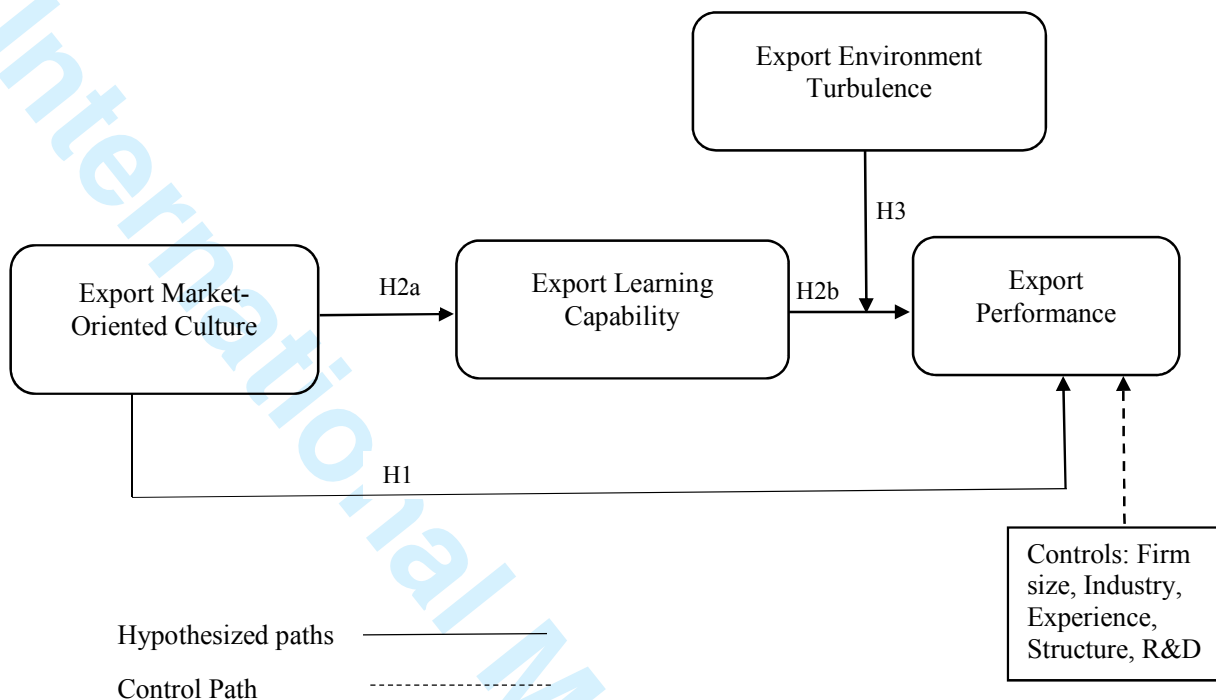 Export Environment
Turbulence
H3
Export Market-
Oriented Culture
H2a
Export Learning
Capability
H2b
Export
Performance
H1
Controls: Firm
size, Industry,
Experience,
Structure, R&D
Hypothesized paths
Control Path
International M